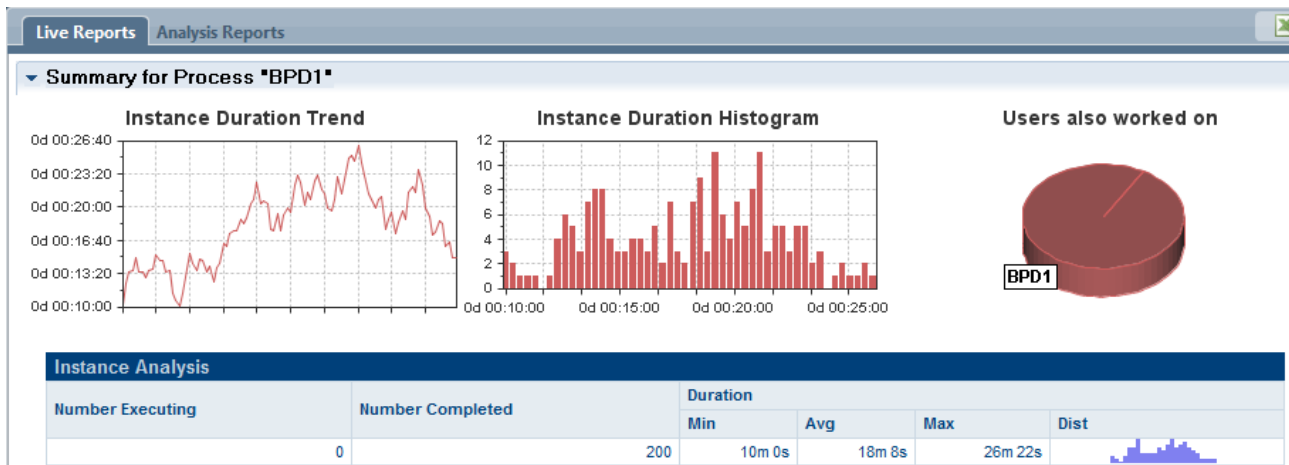 Live Reports Analysis Reports
Summary for Process "BPD1"
Instance Duration Trend
0d 00:26:40
0d 00:23:20
0d 00:20:00
0d 00:16:40
0d 00:13:20
0d 00:10:00
Instance Duration Histogram
12
10
8
6
4
2
0
0d 00:10:00 0d 00:15:00 0d 00:20:00 0d 00:25:00
Users also worked on
BPD1
Instance Analysis
Number Executing Number Completed Duration
Min Avg Max Dist
0 200 10m 0s 18m 8s 26m 22s